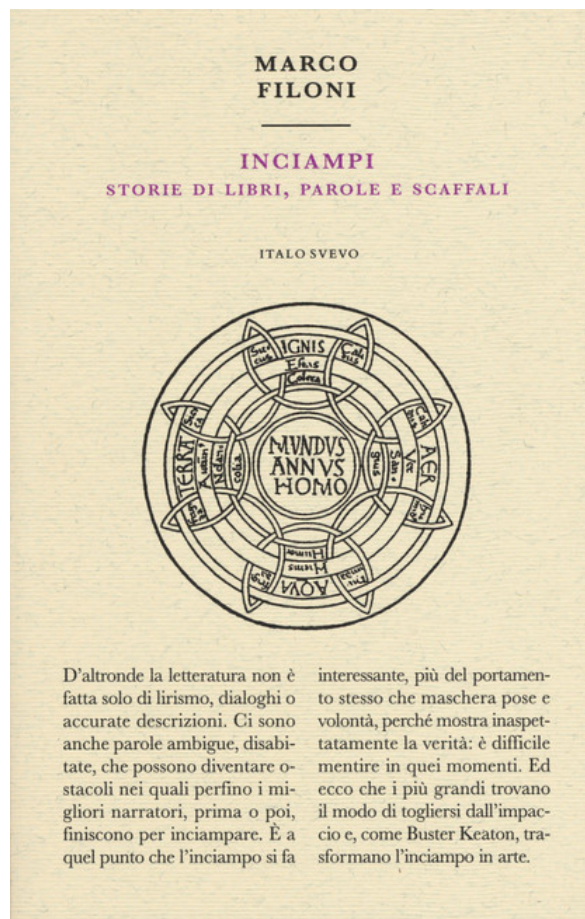 MARCO
FILONI
INCIAMPI
STORIE DI LIBRI, PAROLE E SCAFFALI
ITALO SVEVO
IGNIS
Estas
Colera
TERRA
AER
Ver
MVNDVS
ANNVS
HOMO
Humor
AQVA
D'altronde la letteratura non è
fatta solo di lirismo, dialoghi o
accurate descrizioni. Ci sono
anche parole ambigue, disabi-
tate, che possono diventare o-
stacoli nei quali perfino i mi-
gliori narratori, prima o poi,
finiscono per inciampare. È a
quel punto che l'inciampo si fa
interessante, più del portamen-
to stesso che maschera pose e
volontà, perché mostra inaspet-
tatamente la verità: è difficile
mentire in quei momenti. Ed
ecco che i più grandi trovano
il modo di togliersi dall'impac-
cio e, come Buster Keaton, tra-
sformano l'inciampo in arte.